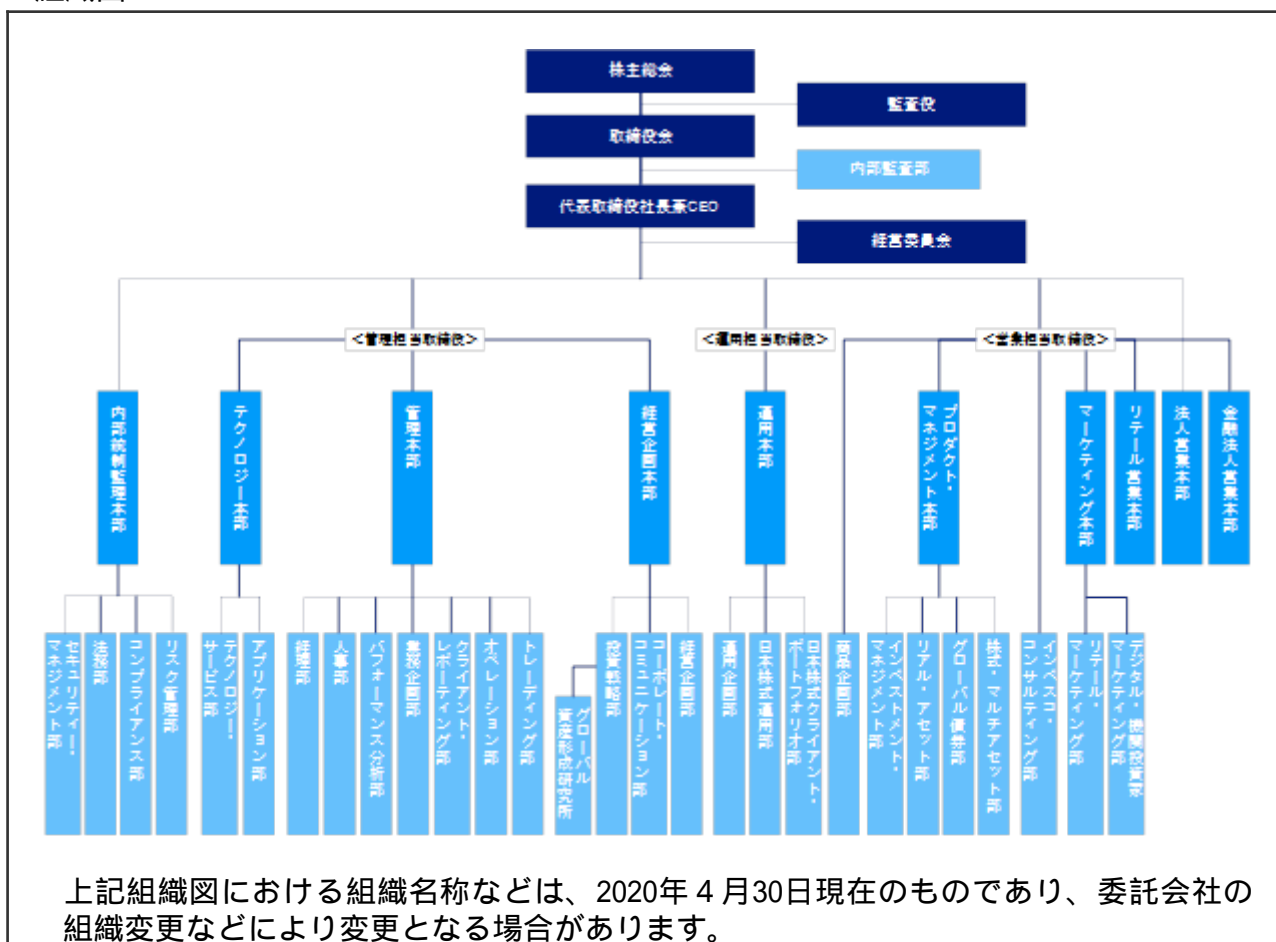 株主総会
監査役
取締役会
内部監査部
代表取締役社長兼CEO
経営委員会
＜管理担当取締役＞
＜運用担当取締役＞
＜営業担当取締役＞
内部統制監理本部
テクノロジー本部
管理本部
経営企画本部
運用本部
プロダクト・
マネジメント本部
マーケティング本部
リテール営業本部
法人営業本部
金融法人営業本部
セキュリティー・
マネジメント部
法務部
コンプライアンス部
リスク管理部
テクノロジー・
サービス部
アプリケーション部
経理部
人事部
パフォーマンス分析部
業務企画部
クライアント・
レポーティング部
オペレーション部
トレーディング部
グローバル
資産形成研究所
投資戦略部
コーポレート・
コミュニケーション部
経営企画部
運用企画部
日本株式運用部
日本株式クライアント・
ポートフォリオ部
商品企画部
インベストメント・
マネジメント部
リアル・アセット部
グローバル債券部
株式・マルチアセット部
インベスコ・
コンサルティング部
リテール・
マーケティング部
デジタル・機関投資家
マーケティング部
上記組織図における組織名称などは、2020年４月30日現在のものであり、委託会社の
組織変更などにより変更となる場合があります。